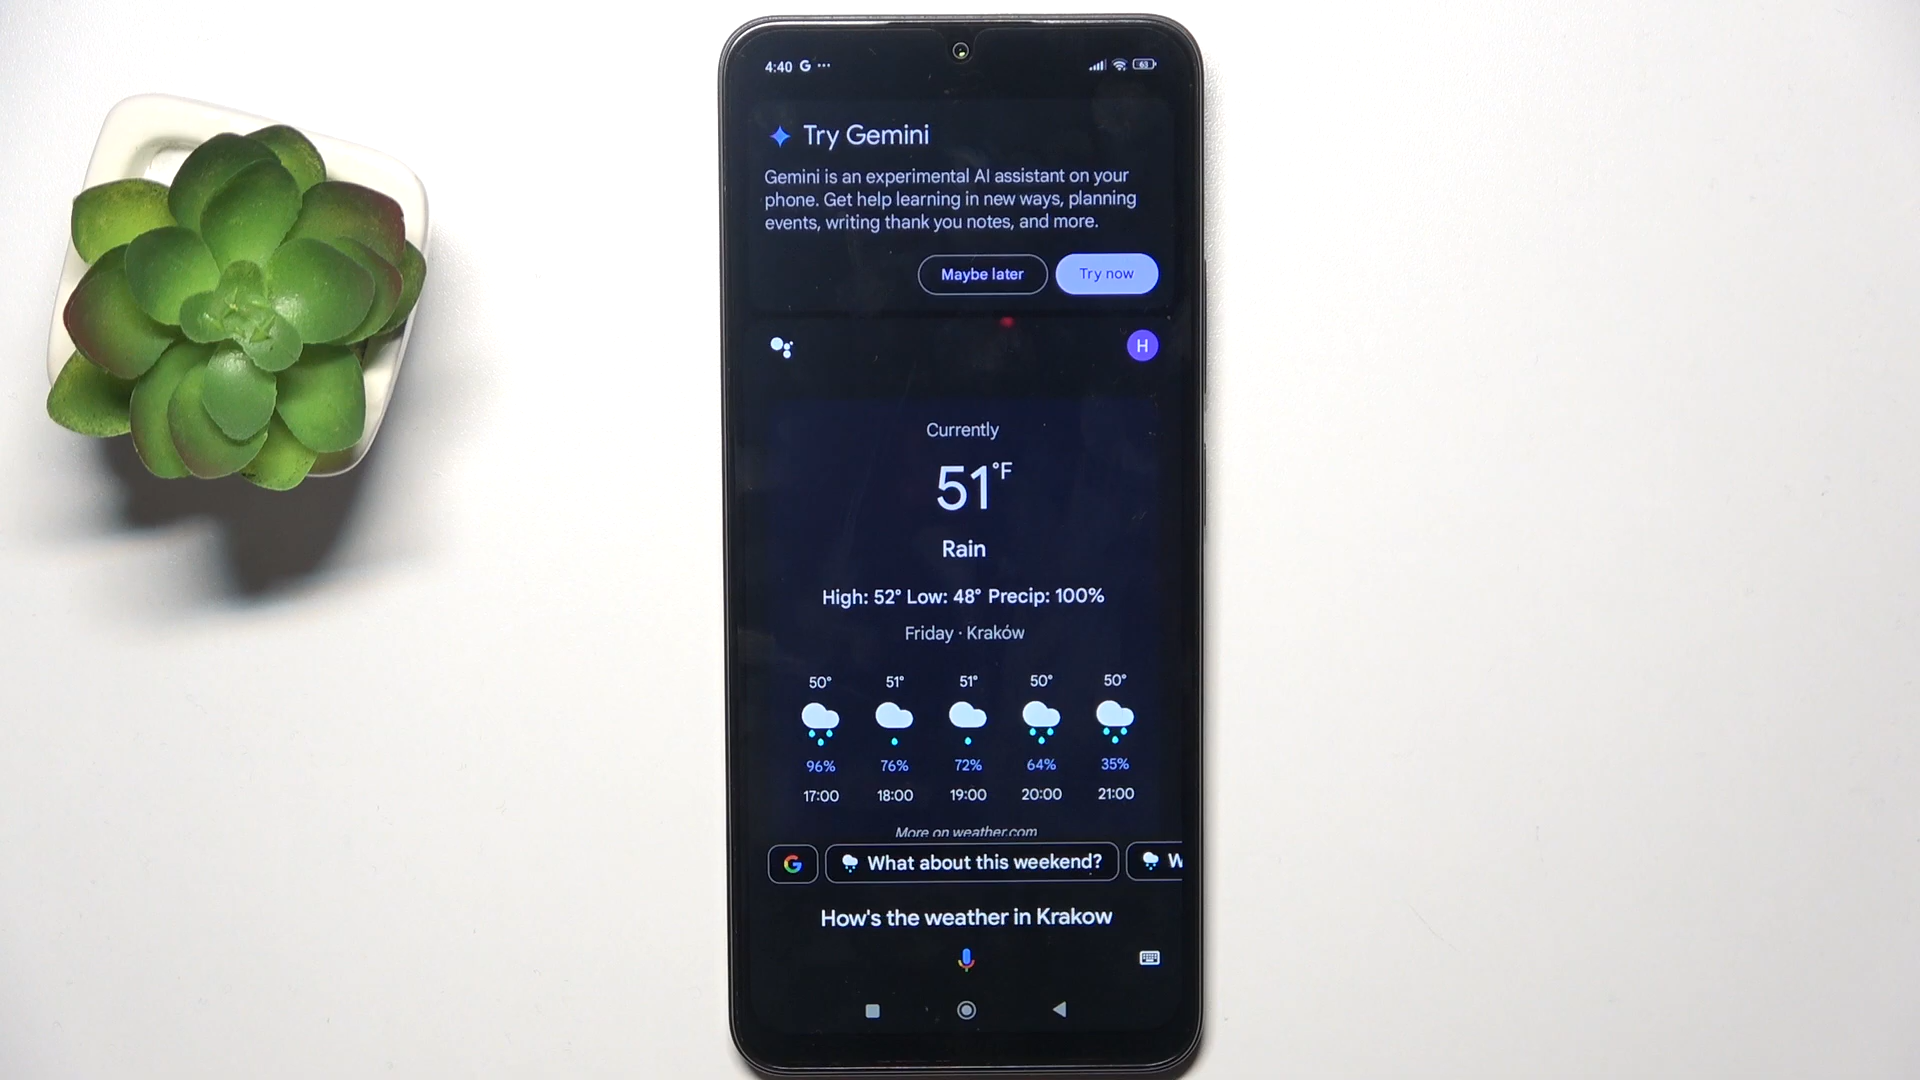 4:40 G ...
63
Try Gemini
Gemini is an experimental AI assistant on your
phone. Get help learning in new ways, planning
events, writing thank you notes, and more.
Maybe later
Try now
H
Currently
51°F
Rain
High: 52° Low: 48° Precip: 100%
Friday · Kraków
50° 51° 51° 50° 50°
96% 76% 72% 64% 35%
17:00 18:00 19:00 20:00 21:00
More on weather.com
G What about this weekend? W
How's the weather in Krakow